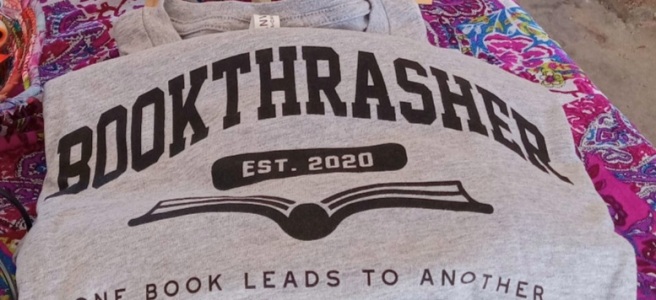 BOOKTHRASHER
EST. 2020
ONE BOOK LEADS TO ANOTHER